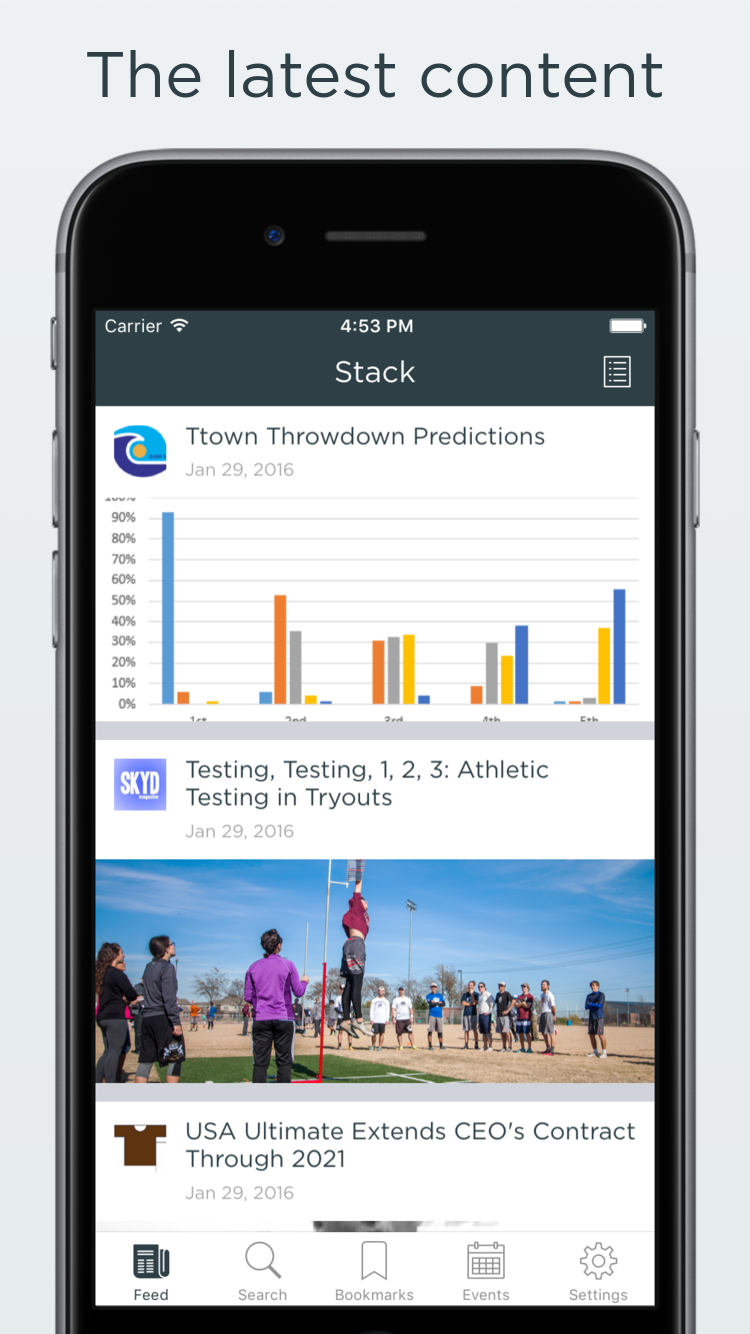 The latest content
Carrier
4:53 PM
Stack
Ttown Throwdown Predictions
Jan 29, 2016
100%
90%
80%
70%
60%
50%
40%
30%
20%
10%
0%
1st 2nd 3rd 4th 5th
SKYD
magazine
Testing, Testing, 1, 2, 3: Athletic
Testing in Tryouts
Jan 29, 2016
USA Ultimate Extends CEO's Contract
Through 2021
Jan 29, 2016
Feed Search Bookmarks Events Settings